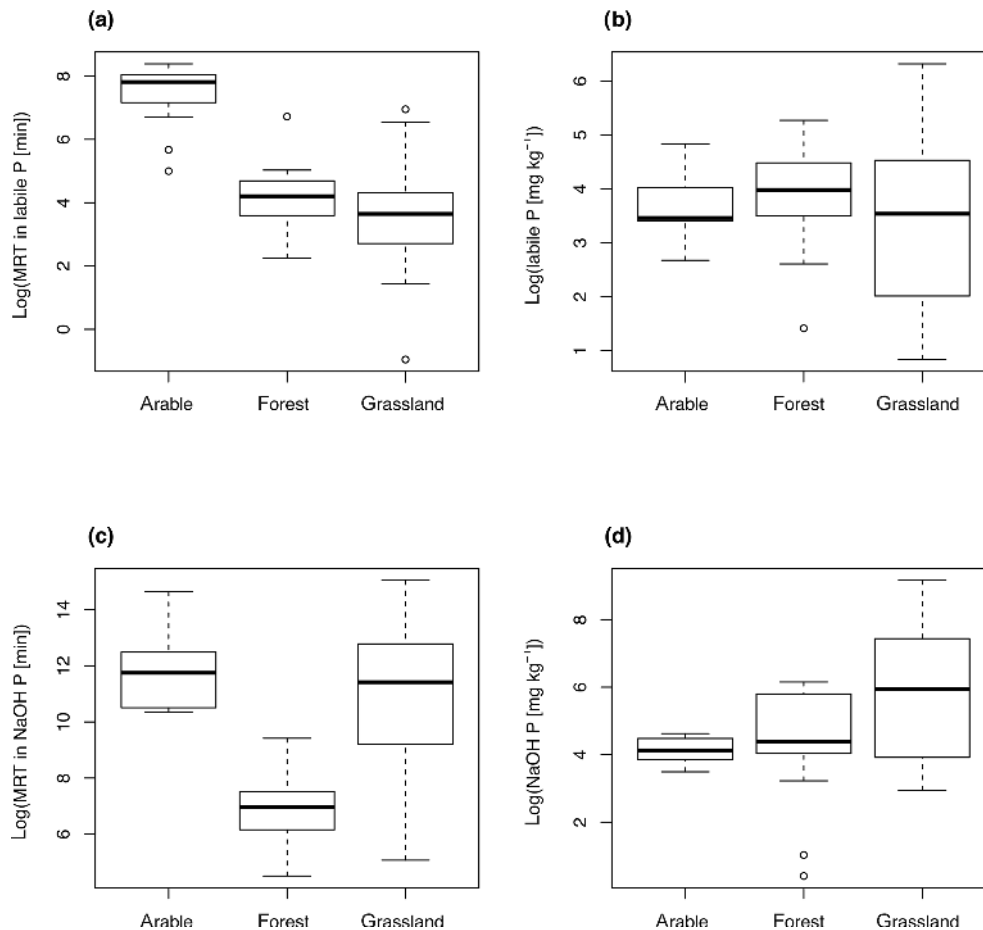 (a)
Log(MRT in labile P [min])
8
6
4
2
0
Arable Forest Grassland
(b)
Log(labile P [mg kg⁻¹])
6
5
4
3
2
1
Arable Forest Grassland
(c)
Log(MRT in NaOH P [min])
14
12
10
8
6
Arable Forest Grassland
(d)
Log(NaOH P [mg kg⁻¹])
8
6
4
2
Arable Forest Grassland